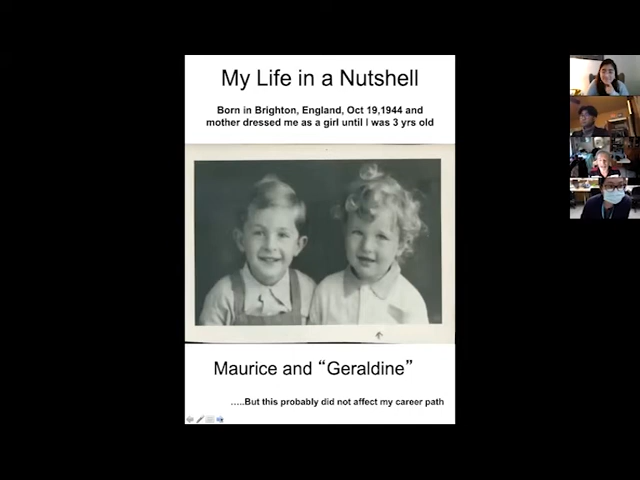 My Life in a Nutshell
Born in Brighton, England, Oct 19,1944 and
mother dressed me as a girl until I was 3 yrs old
Maurice and “Geraldine”
.....But this probably did not affect my career path